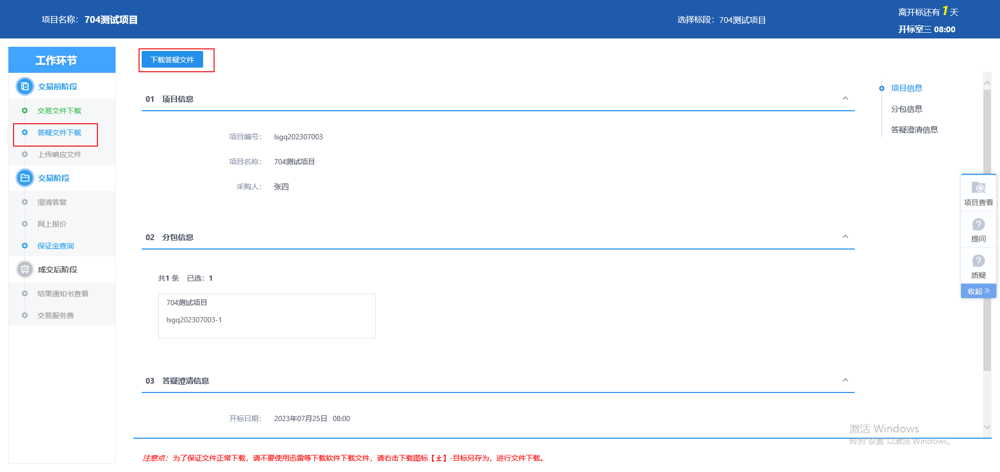 项目名称： 704测试项目
选择标段：704测试项目
离开标还有 1 天
开标室三 08:00
工作环节
交易前阶段
交易文件下载
答疑文件下载
上传响应文件
交易阶段
澄清答复
网上报价
保证金查询
成交后阶段
结果通知书查看
交易服务费
下载答疑文件
01 项目信息
项目编号： lsgq202307003
项目名称： 704测试项目
采购人： 张四
02 分包信息
共1 条 已选：1
704测试项目
lsgq202307003-1
03 答疑澄清信息
开标日期： 2023年07月25日 08:00
注意点：为了保证文件正常下载，请不要使用迅雷等下载软件下载文件，请右击下载图标【】-目标另存为，进行文件下载。
项目信息
分包信息
答疑澄清信息
项目查看
提问
质疑
收起
激活 Windows
转到"设置"以激活 Windows。